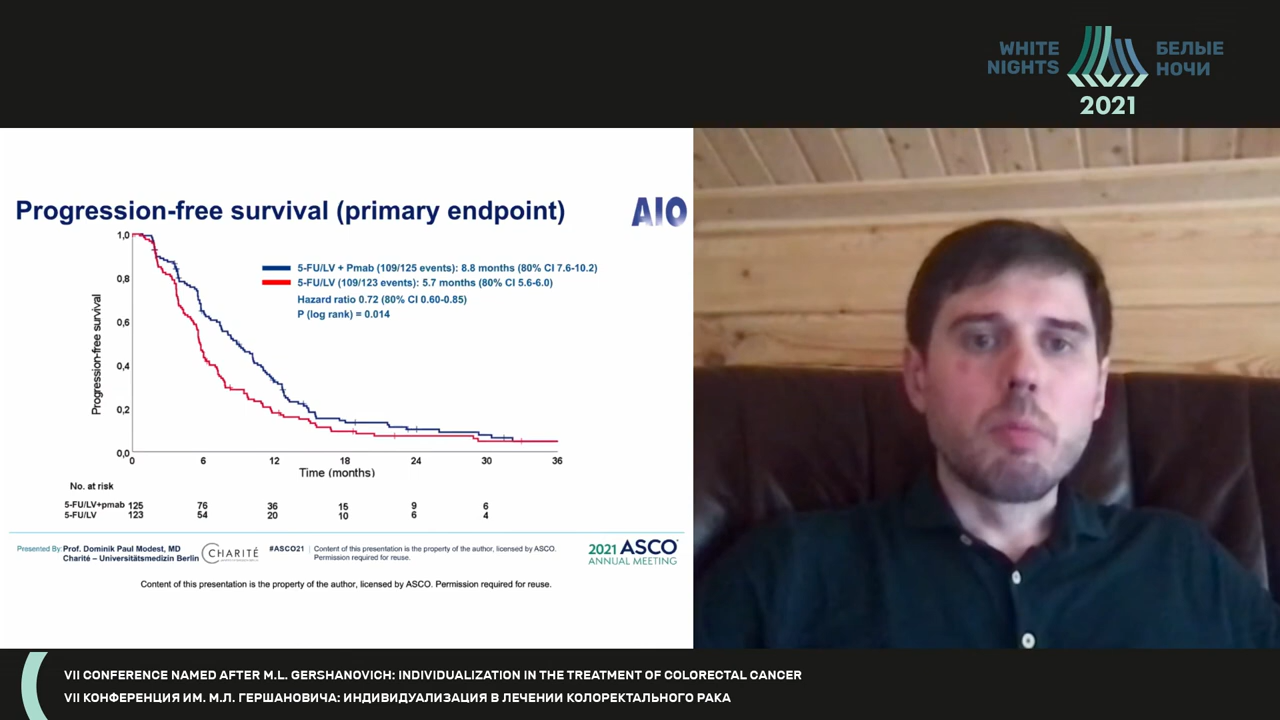 WHITE NIGHTS
БЕЛЫЕ НОЧИ
2021
Progression-free survival (primary endpoint)
AIO
1,0
0,8
0,6
0,4
0,2
0,0
Progression-free survival
5-FU/LV + Pmab (109/125 events): 8.8 months (80% CI 7.6-10.2)
5-FU/LV (109/123 events): 5.7 months (80% CI 5.6-6.0)
Hazard ratio 0.72 (80% CI 0.60-0.85)
P (log rank) = 0.014
0 6 12 18 24 30 36
Time (months)
No. at risk
5-FU/LV+pmab 125 76 36 15 9 6
5-FU/LV 123 54 20 10 6 4
Presented By: Prof. Dominik Paul Modest, MD
Charité – Universitätsmedizin Berlin
CHARITÉ
#ASCO21
Content of this presentation is the property of the author, licensed by ASCO.
Permission required for reuse.
2021 ASCO
ANNUAL MEETING
Content of this presentation is the property of the author, licensed by ASCO. Permission required for reuse.
VII CONFERENCE NAMED AFTER M.L. GERSHANOVICH: INDIVIDUALIZATION IN THE TREATMENT OF COLORECTAL CANCER
VII КОНФЕРЕНЦИЯ ИМ. М.Л. ГЕРШАНОВИЧА: ИНДИВИДУАЛИЗАЦИЯ В ЛЕЧЕНИИ КОЛОРЕКТАЛЬНОГО РАКА